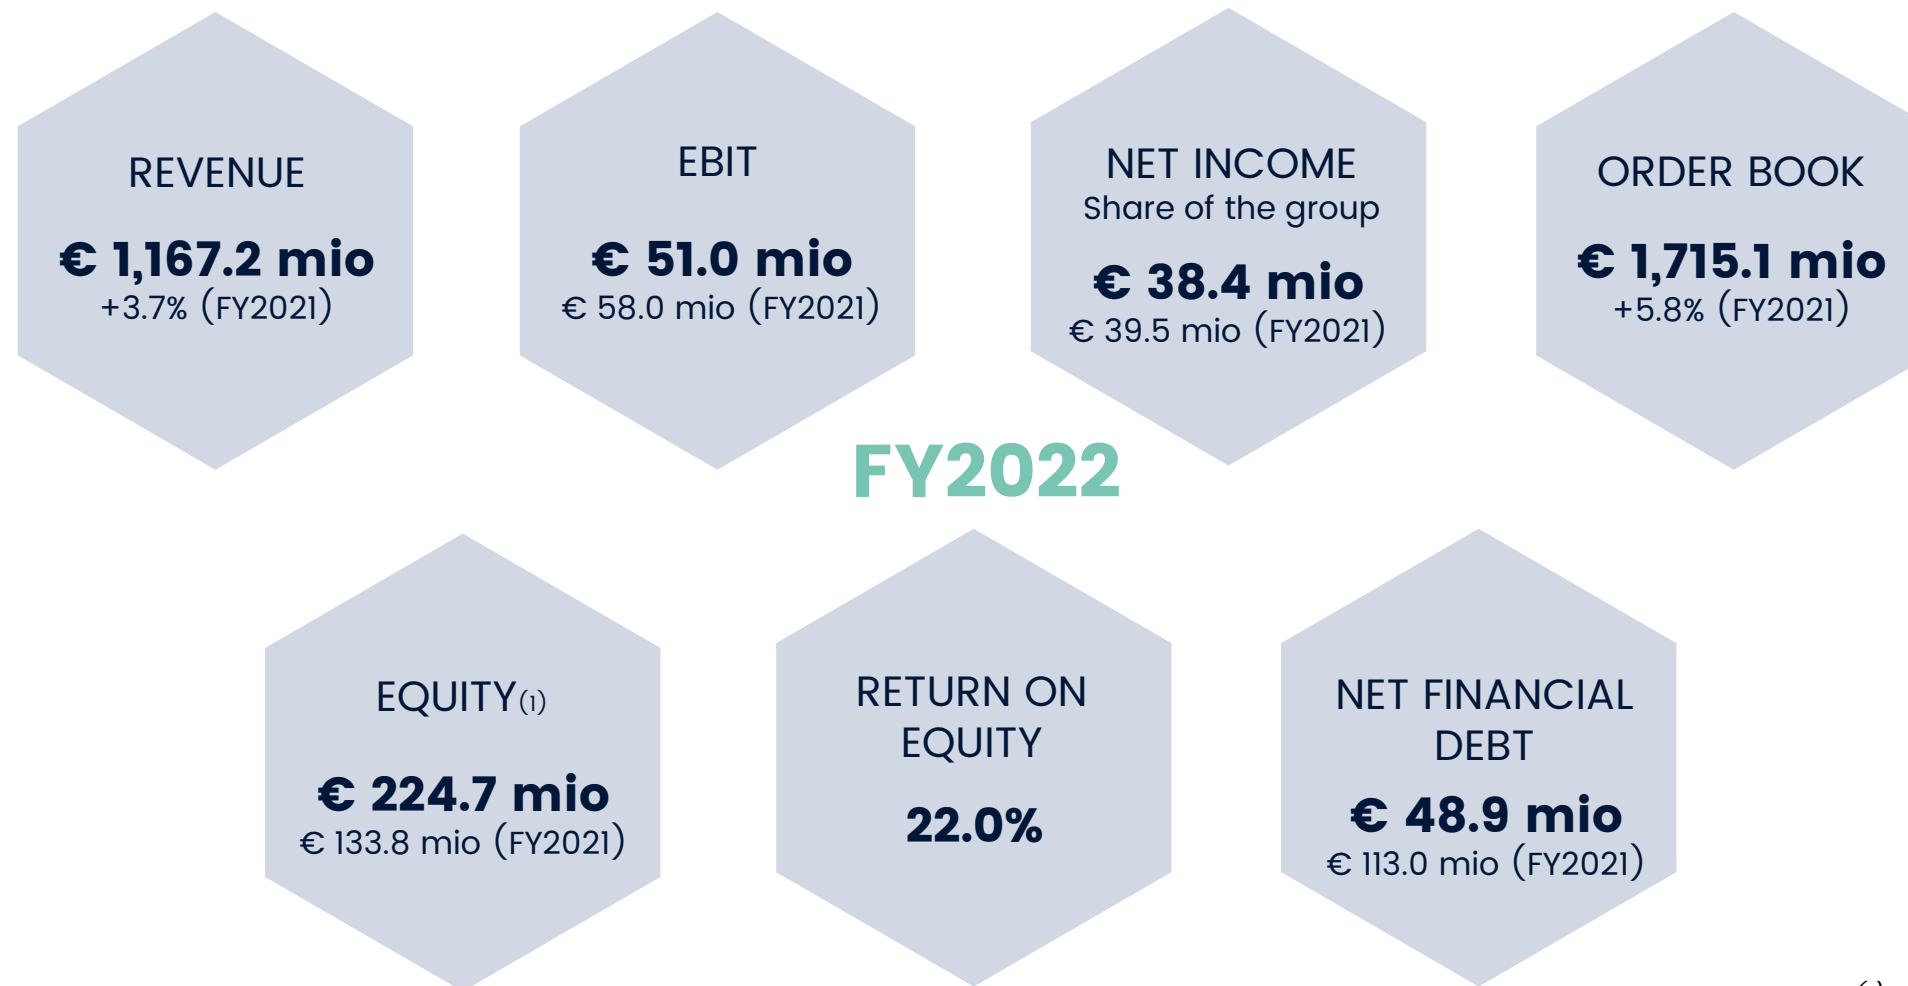 REVENUE
€ 1,167.2 mio
+3.7% (FY2021)
EBIT
€ 51.0 mio
€ 58.0 mio (FY2021)
NET INCOME
Share of the group
€ 38.4 mio
€ 39.5 mio (FY2021)
ORDER BOOK
€ 1,715.1 mio
+5.8% (FY2021)
FY2022
EQUITY(1)
€ 224.7 mio
€ 133.8 mio (FY2021)
RETURN ON
EQUITY
22.0%
NET FINANCIAL
DEBT
€ 48.9 mio
€ 113.0 mio (FY2021)